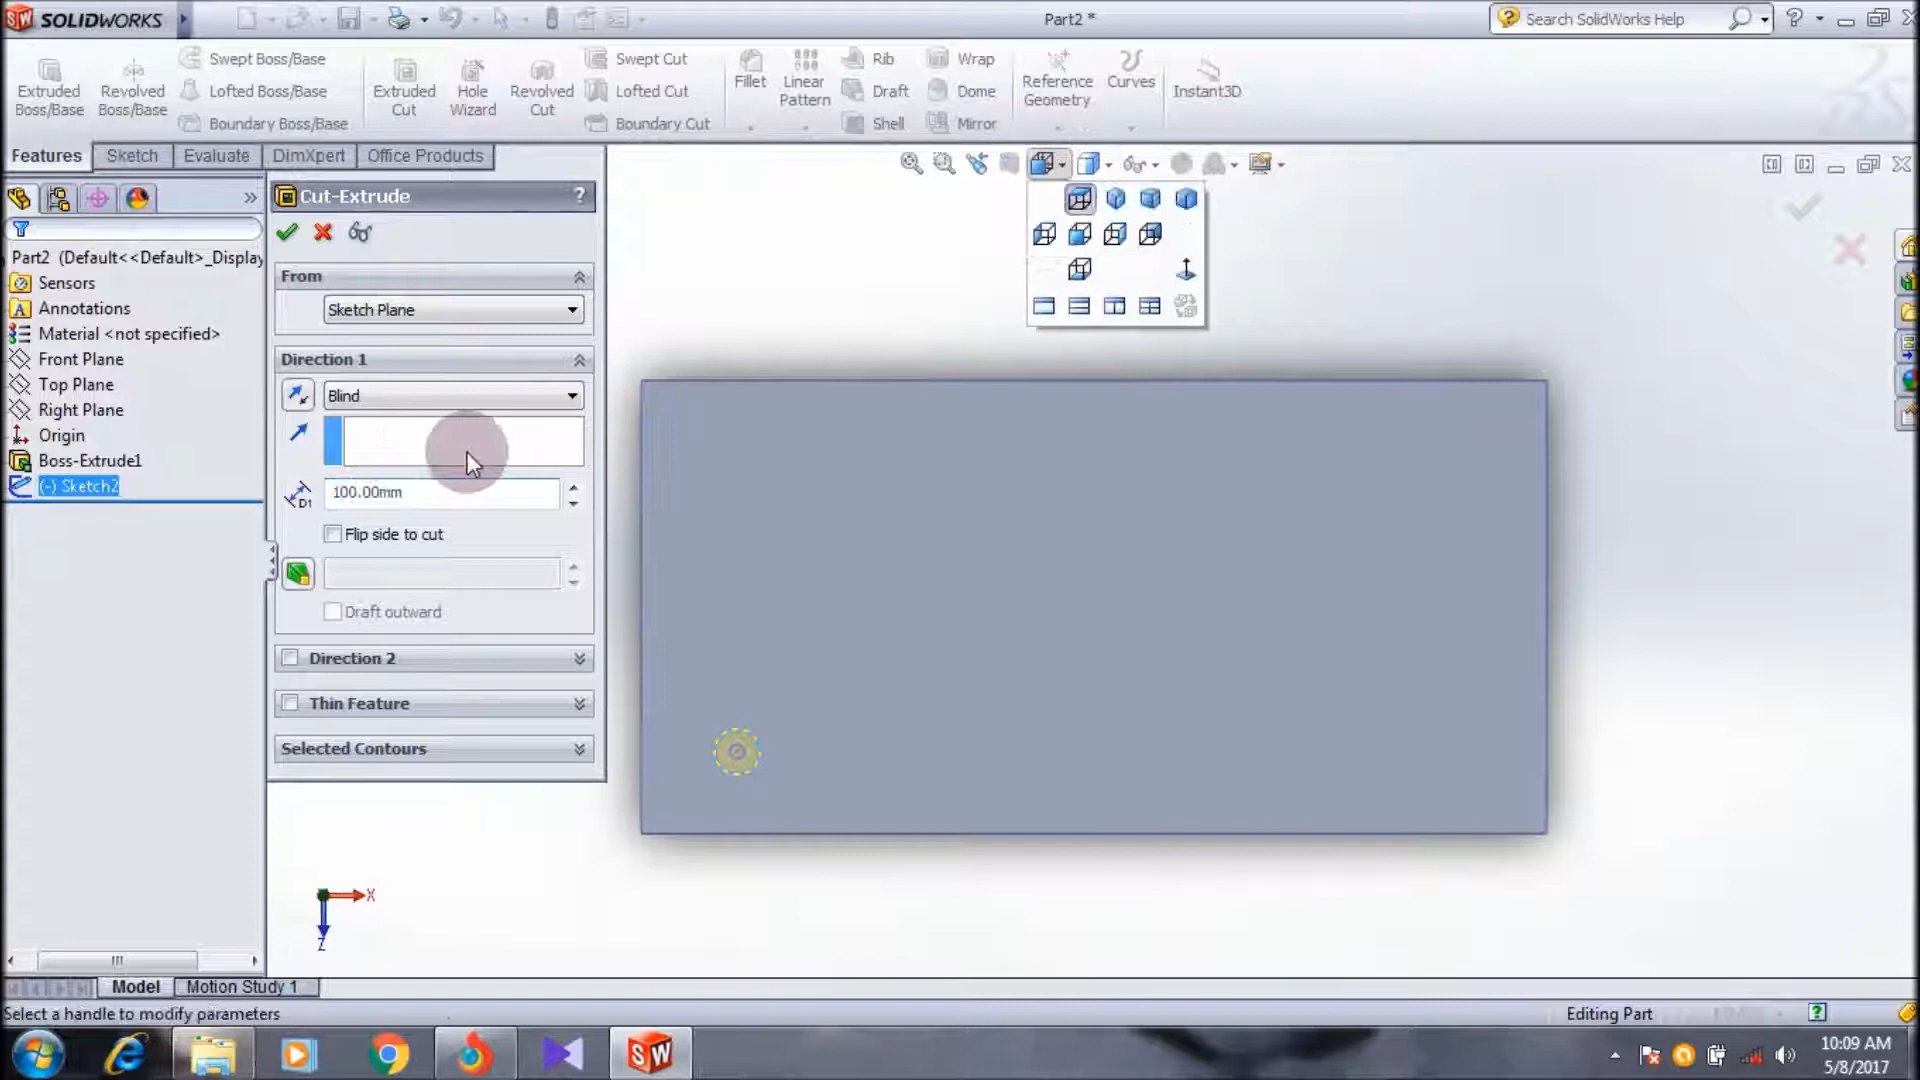 SOLIDWORKS
Part2 *
Search SolidWorks Help
Extruded Boss/Base
Revolved Boss/Base
Swept Boss/Base
Lofted Boss/Base
Boundary Boss/Base
Extruded Cut
Hole Wizard
Revolved Cut
Swept Cut
Lofted Cut
Boundary Cut
Fillet
Linear Pattern
Rib
Draft
Shell
Wrap
Dome
Mirror
Reference Geometry
Curves
Instant3D
Features
Sketch
Evaluate
DimXpert
Office Products
Part2 (Default<<Default>_Display
Sensors
Annotations
Material <not specified>
Front Plane
Top Plane
Right Plane
Origin
Boss-Extrude1
(-) Sketch2
Cut-Extrude
?
From
Sketch Plane
Direction 1
Blind
D1
100.00mm
Flip side to cut
Draft outward
Direction 2
Thin Feature
Selected Contours
X
Z
Model
Motion Study 1
Select a handle to modify parameters
Editing Part
SW
10:09 AM
5/8/2017